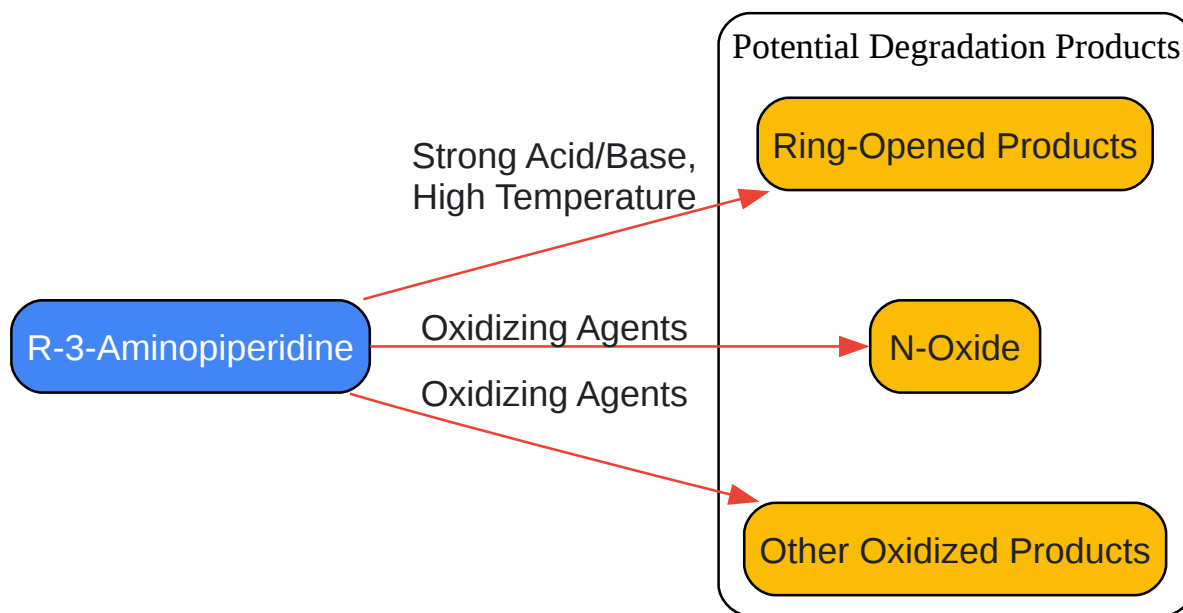 Potential Degradation Products
Ring-Opened Products
Strong Acid/Base,
High Temperature
R-3-Aminopiperidine
Oxidizing Agents
N-Oxide
Oxidizing Agents
Other Oxidized Products